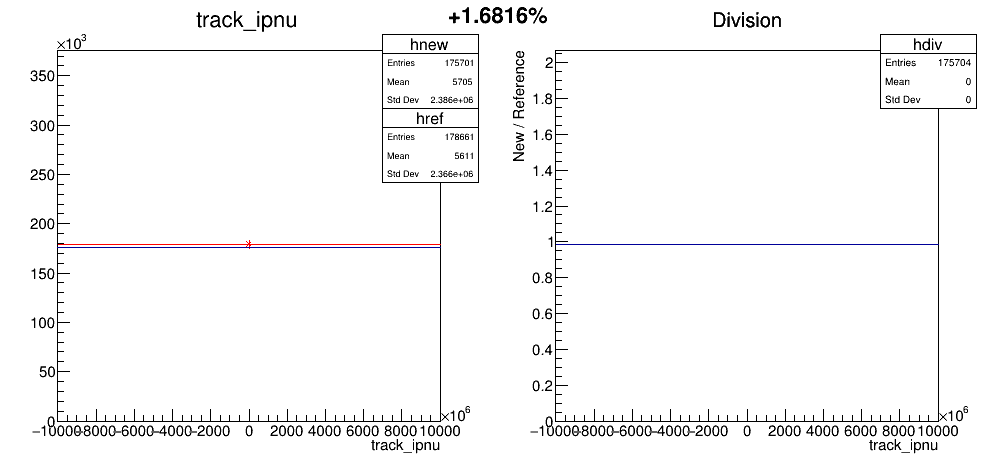 +1.6816%
track_ipnu
×10³
hnew
Entries 175701
Mean 5705
Std Dev 2.386e+06
href
Entries 178661
Mean 5611
Std Dev 2.366e+06
350
300
250
200
150
100
50
0
−10000 −8000 −6000 −4000 −2000 0 2000 4000 6000 8000 10000
×10⁶
track_ipnu
Division
hdiv
Entries 175704
Mean 0
Std Dev 0
New / Reference
2
1.8
1.6
1.4
1.2
1
0.8
0.6
0.4
0.2
0
−10000 −8000 −6000 −4000 −2000 0 2000 4000 6000 8000 10000
×10⁶
track_ipnu